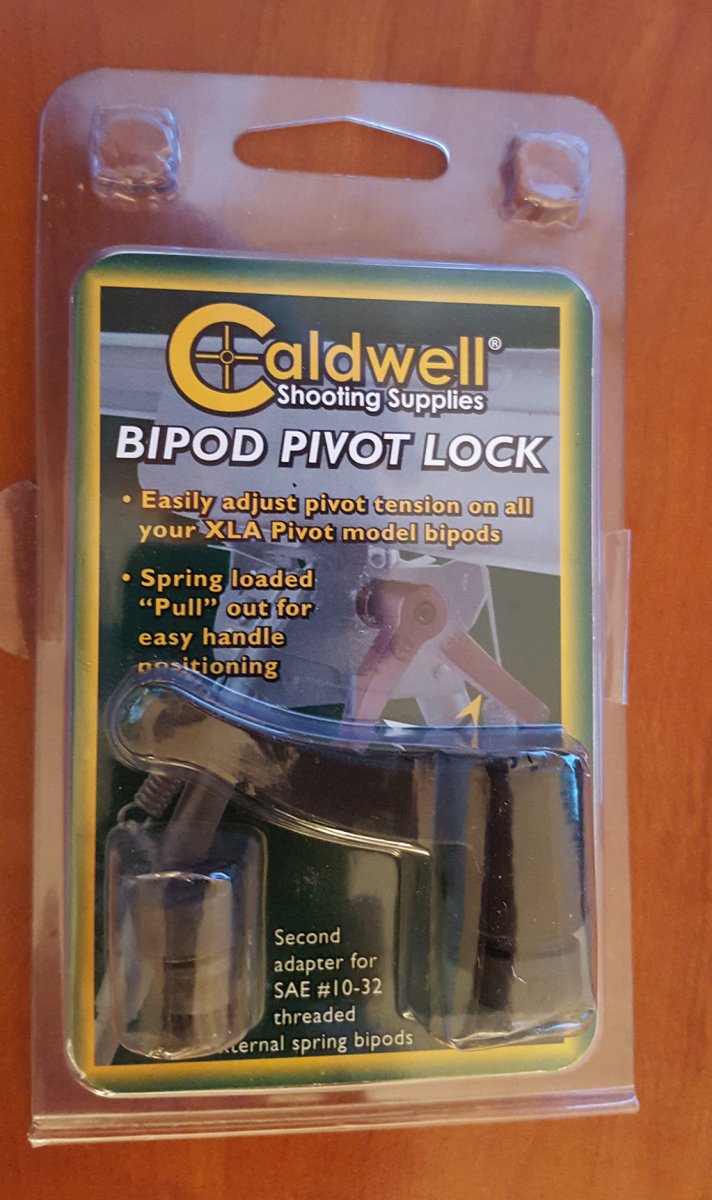 Caldwell®
Shooting Supplies
BIPOD PIVOT LOCK
• Easily adjust pivot tension on all
your XLA Pivot model bipods
• Spring loaded
"Pull" out for
easy handle
positioning
Second
adapter for
SAE #10-32
threaded
external spring bipods